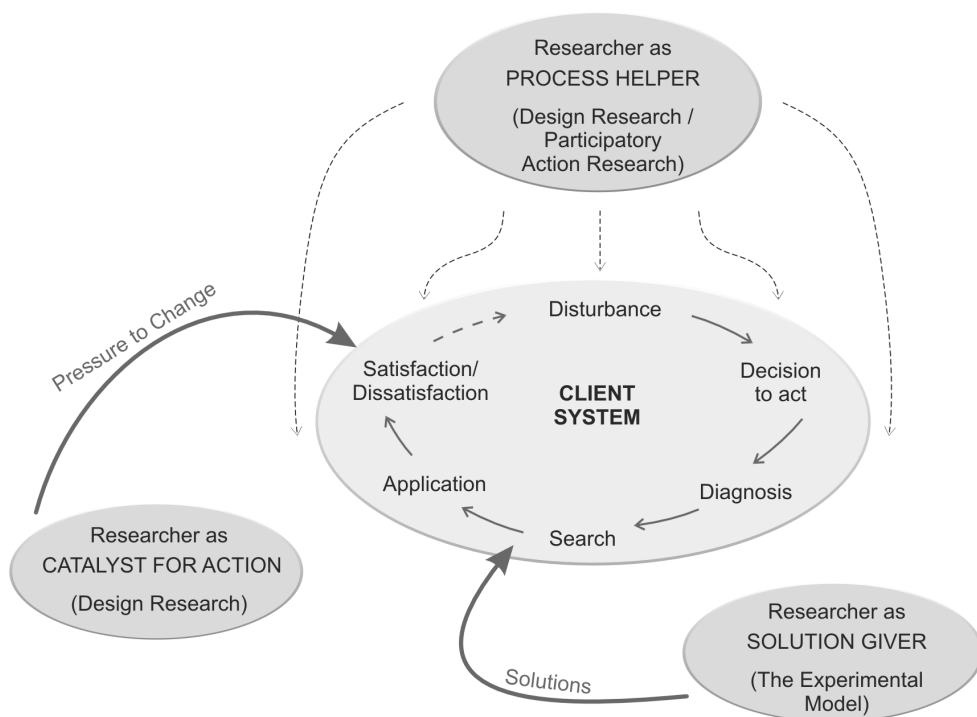 Researcher as
PROCESS HELPER
(Design Research /
Participatory
Action Research)
Pressure to Change
Disturbance
Satisfaction/
Dissatisfaction
CLIENT
SYSTEM
Decision
to act
Application
Diagnosis
Search
Researcher as
CATALYST FOR ACTION
(Design Research)
Researcher as
SOLUTION GIVER
(The Experimental
Model)
Solutions